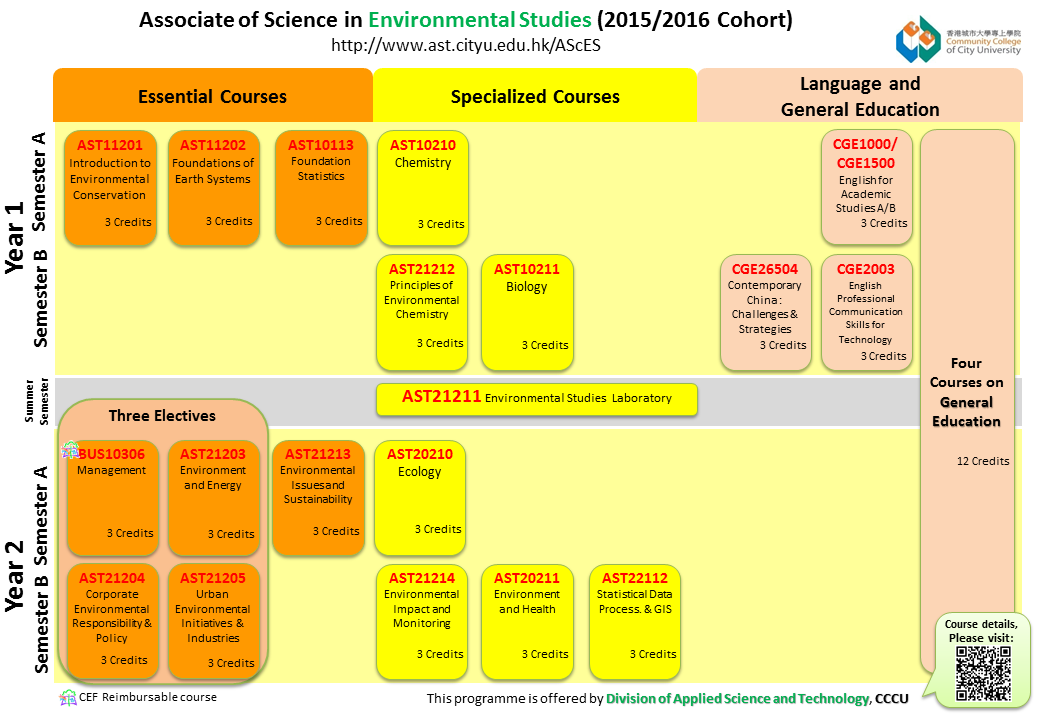 Associate of Science in Environmental Studies (2015/2016 Cohort)
http://www.ast.cityu.edu.hk/AScES
香港城市大學專上學院
Community College
of City University
Essential Courses
Specialized Courses
Language and
General Education
Year 1
Semester A
AST11201
Introduction to
Environmental
Conservation
3 Credits
AST11202
Foundations of
Earth Systems
3 Credits
AST10113
Foundation
Statistics
3 Credits
AST10210
Chemistry
3 Credits
CGE1000/
CGE1500
English for
Academic
Studies A/B
3 Credits
Semester B
AST21212
Principles of
Environmental
Chemistry
3 Credits
AST10211
Biology
3 Credits
CGE26504
Contemporary
China:
Challenges &
Strategies
3 Credits
CGE2003
English
Professional
Communication
Skills for
Technology
3 Credits
Four
Courses on
General
Education
12 Credits
Summer
Semester
AST21211 Environmental Studies Laboratory
Year 2
Three Electives
Semester A
BUS10306
Management
3 Credits
AST21203
Environment
and Energy
3 Credits
AST21213
Environmental
Issues and
Sustainability
3 Credits
AST20210
Ecology
3 Credits
Semester B
AST21204
Corporate
Environmental
Responsibility &
Policy
3 Credits
AST21205
Urban
Environmental
Initiatives &
Industries
3 Credits
AST21214
Environmental
Impact and
Monitoring
3 Credits
AST20211
Environment
and Health
3 Credits
AST22112
Statistical Data
Process. & GIS
3 Credits
Course details,
Please visit:
CEF Reimbursable course
This programme is offered by Division of Applied Science and Technology, CCCU